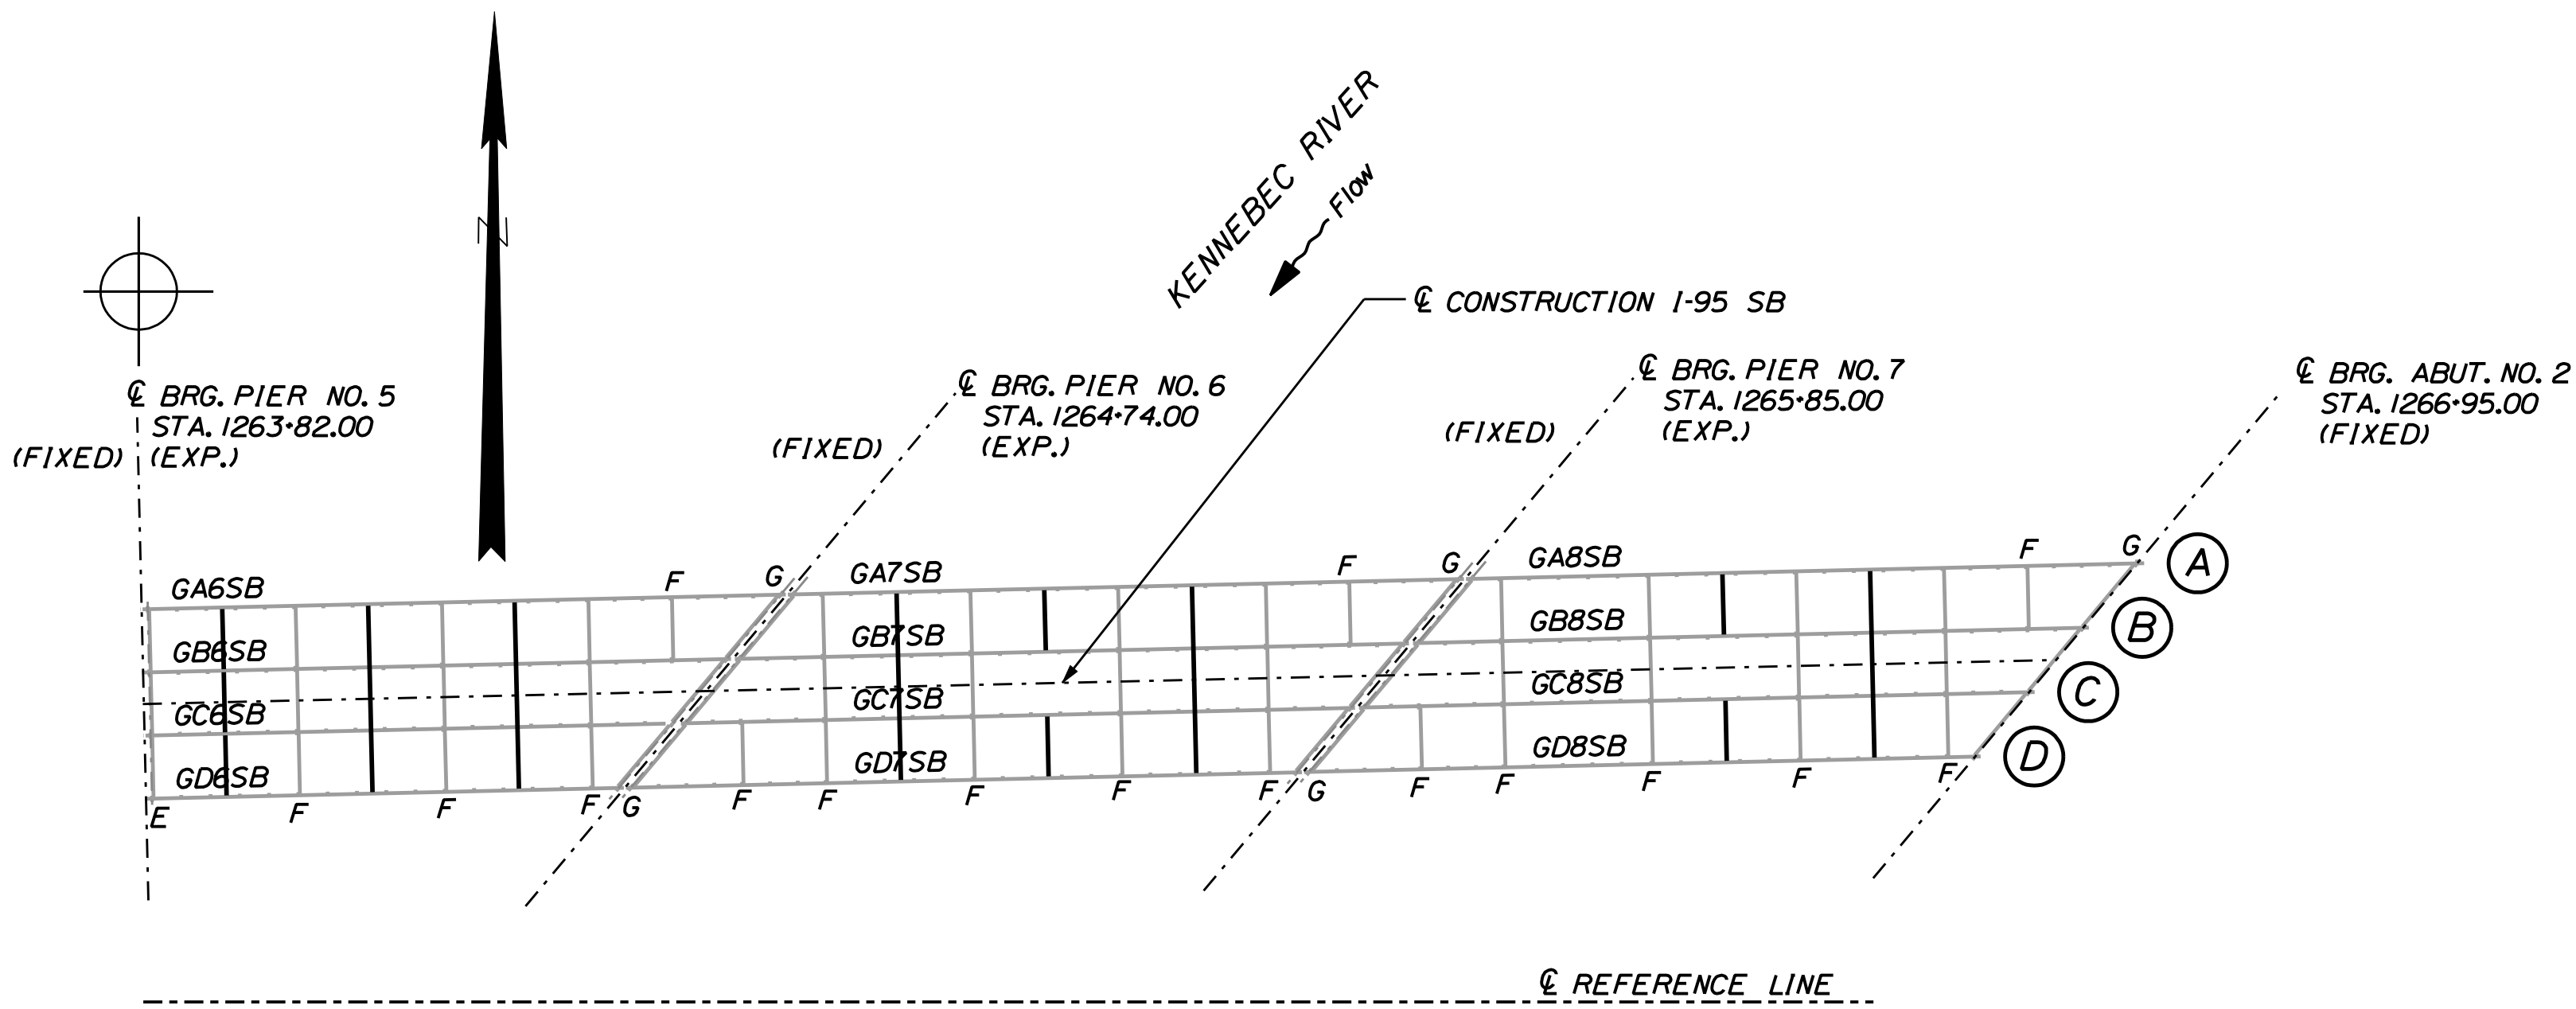 N
KENNEBEC RIVER
Flow
℄ CONSTRUCTION I-95 SB
℄ BRG. PIER NO. 5
STA. 1263+82.00
(FIXED) (EXP.)
℄ BRG. PIER NO. 6
STA. 1264+74.00
(FIXED) (EXP.)
℄ BRG. PIER NO. 7
STA. 1265+85.00
(FIXED) (EXP.)
℄ BRG. ABUT. NO. 2
STA. 1266+95.00
(FIXED)
GA6SB F G GA7SB F G GA8SB F G A
GB6SB GB7SB GB8SB B
GC6SB GC7SB GC8SB C
GD6SB GD7SB GD8SB D
E F F F G F F F F F G F F F F F
℄ REFERENCE LINE